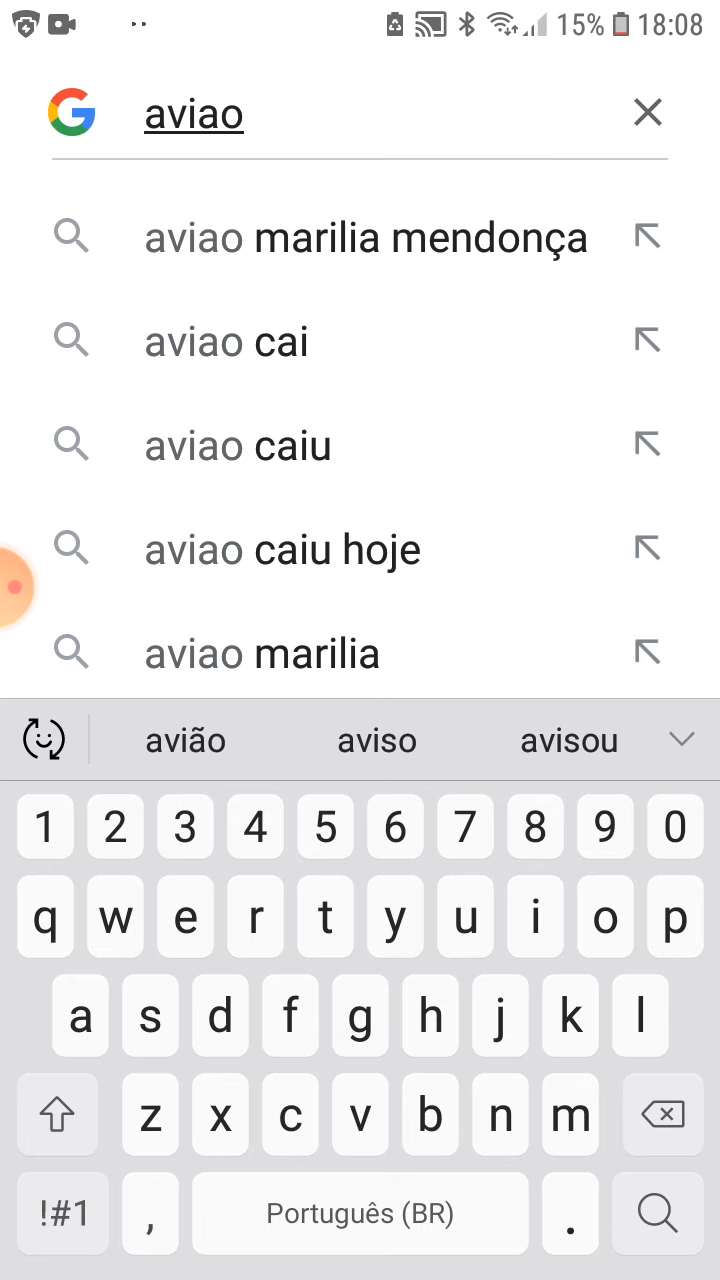 15% 18:08
aviao
aviao marilia mendonça
aviao cai
aviao caiu
aviao caiu hoje
aviao marilia
avião aviso avisou
1 2 3 4 5 6 7 8 9 0
q w e r t y u i o p
a s d f g h j k l
z x c v b n m
!#1 , Português (BR) .